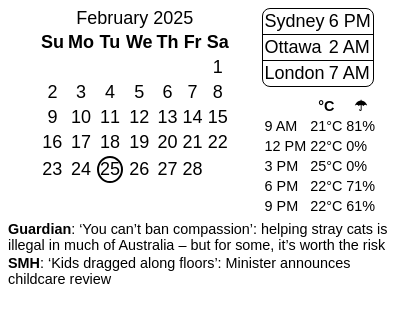 February 2025
Su Mo Tu We Th Fr Sa
1
2 3 4 5 6 7 8
9 10 11 12 13 14 15
16 17 18 19 20 21 22
23 24 25 26 27 28
Sydney 6 PM
Ottawa 2 AM
London 7 AM
°C ☂
9 AM 21°C 81%
12 PM 22°C 0%
3 PM 25°C 0%
6 PM 22°C 71%
9 PM 22°C 61%
Guardian: ‘You can’t ban compassion’: helping stray cats is
illegal in much of Australia – but for some, it’s worth the risk
SMH: ‘Kids dragged along floors’: Minister announces
childcare review